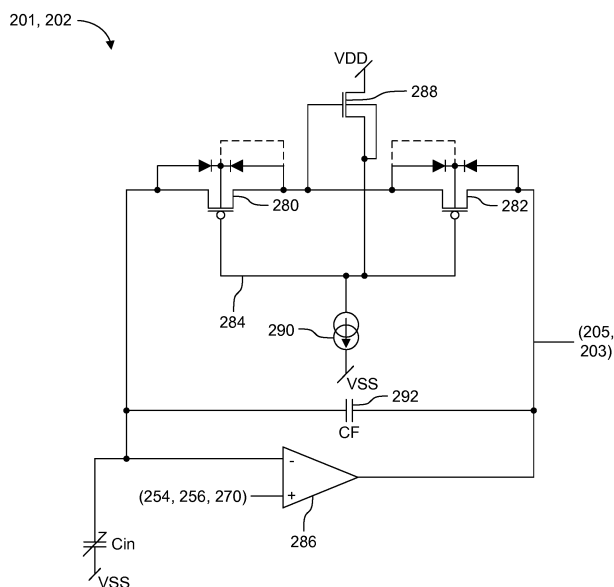 201, 202
VDD
288
280
282
284
290
VSS
(205,
203)
292
CF
-
(254, 256, 270)
+
286
Cin
VSS